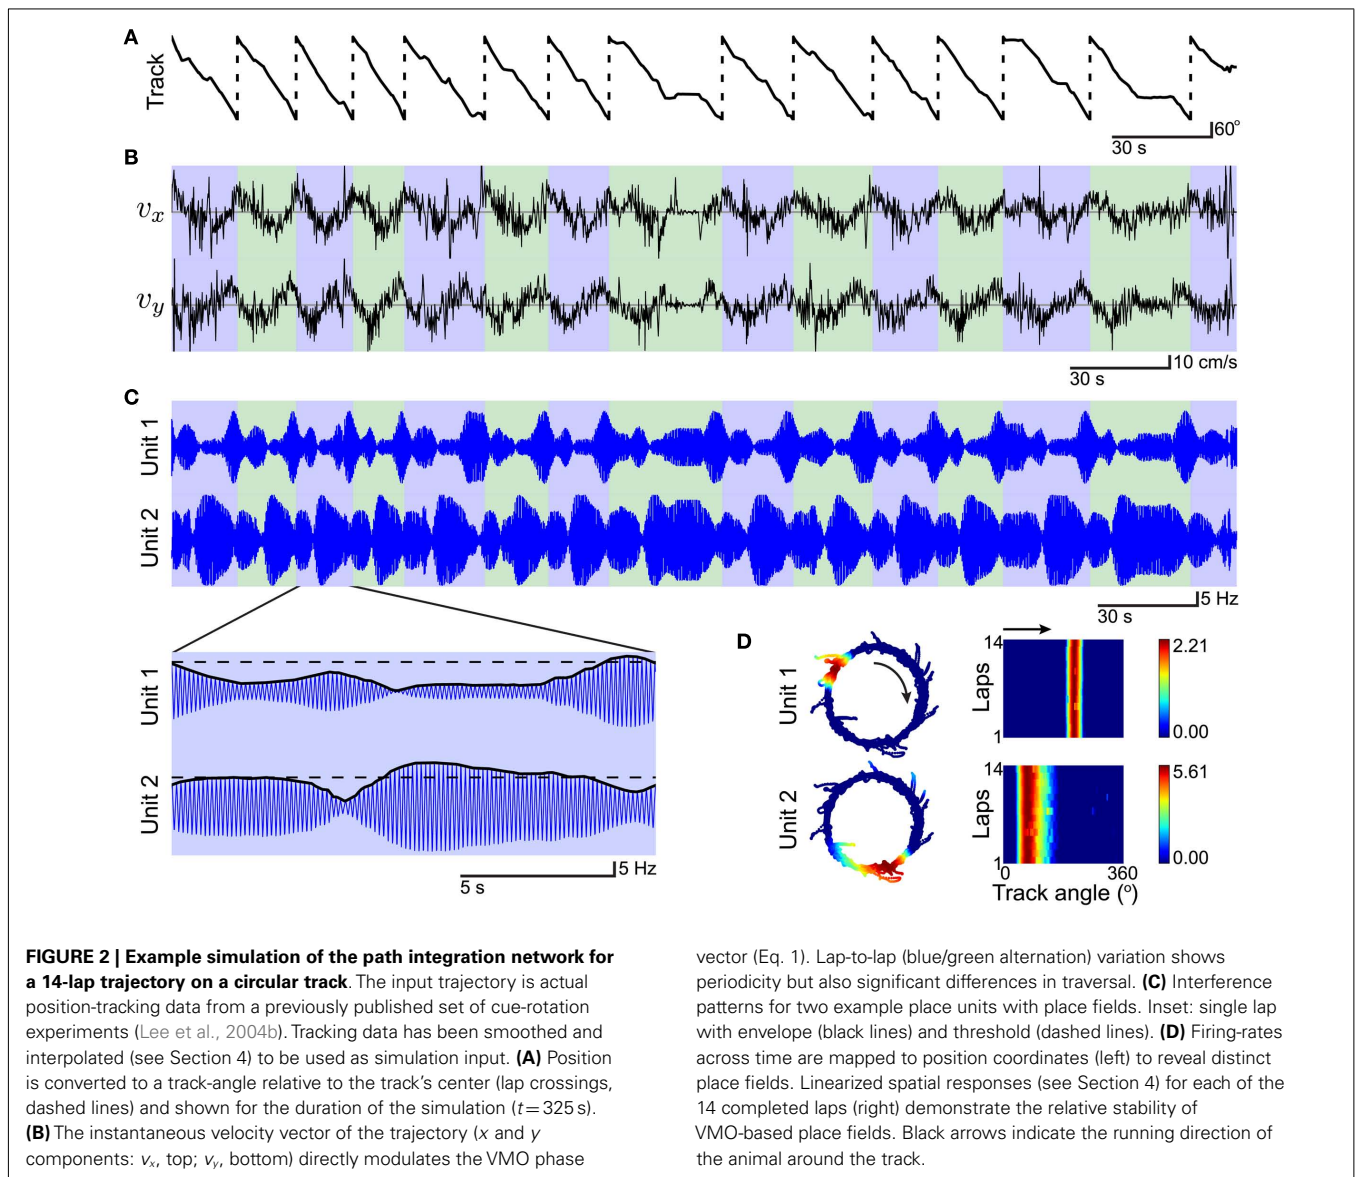 A
Track
60°
30 s
B
vx
vy
10 cm/s
30 s
C
Unit 1
Unit 2
5 Hz
30 s
Unit 1
Unit 2
5 Hz
5 s
D
Unit 1
14
Laps
1
2.21
0.00
Unit 2
14
Laps
1
0
360
Track angle (°)
5.61
0.00
FIGURE 2 | Example simulation of the path integration network for
a 14-lap trajectory on a circular track. The input trajectory is actual
position-tracking data from a previously published set of cue-rotation
experiments (Lee et al., 2004b). Tracking data has been smoothed and
interpolated (see Section 4) to be used as simulation input. (A) Position
is converted to a track-angle relative to the track's center (lap crossings,
dashed lines) and shown for the duration of the simulation (t = 325 s).
(B) The instantaneous velocity vector of the trajectory (x and y
components: vx, top; vy, bottom) directly modulates the VMO phase
vector (Eq. 1). Lap-to-lap (blue/green alternation) variation shows
periodicity but also significant differences in traversal. (C) Interference
patterns for two example place units with place fields. Inset: single lap
with envelope (black lines) and threshold (dashed lines). (D) Firing-rates
across time are mapped to position coordinates (left) to reveal distinct
place fields. Linearized spatial responses (see Section 4) for each of the
14 completed laps (right) demonstrate the relative stability of
VMO-based place fields. Black arrows indicate the running direction of
the animal around the track.